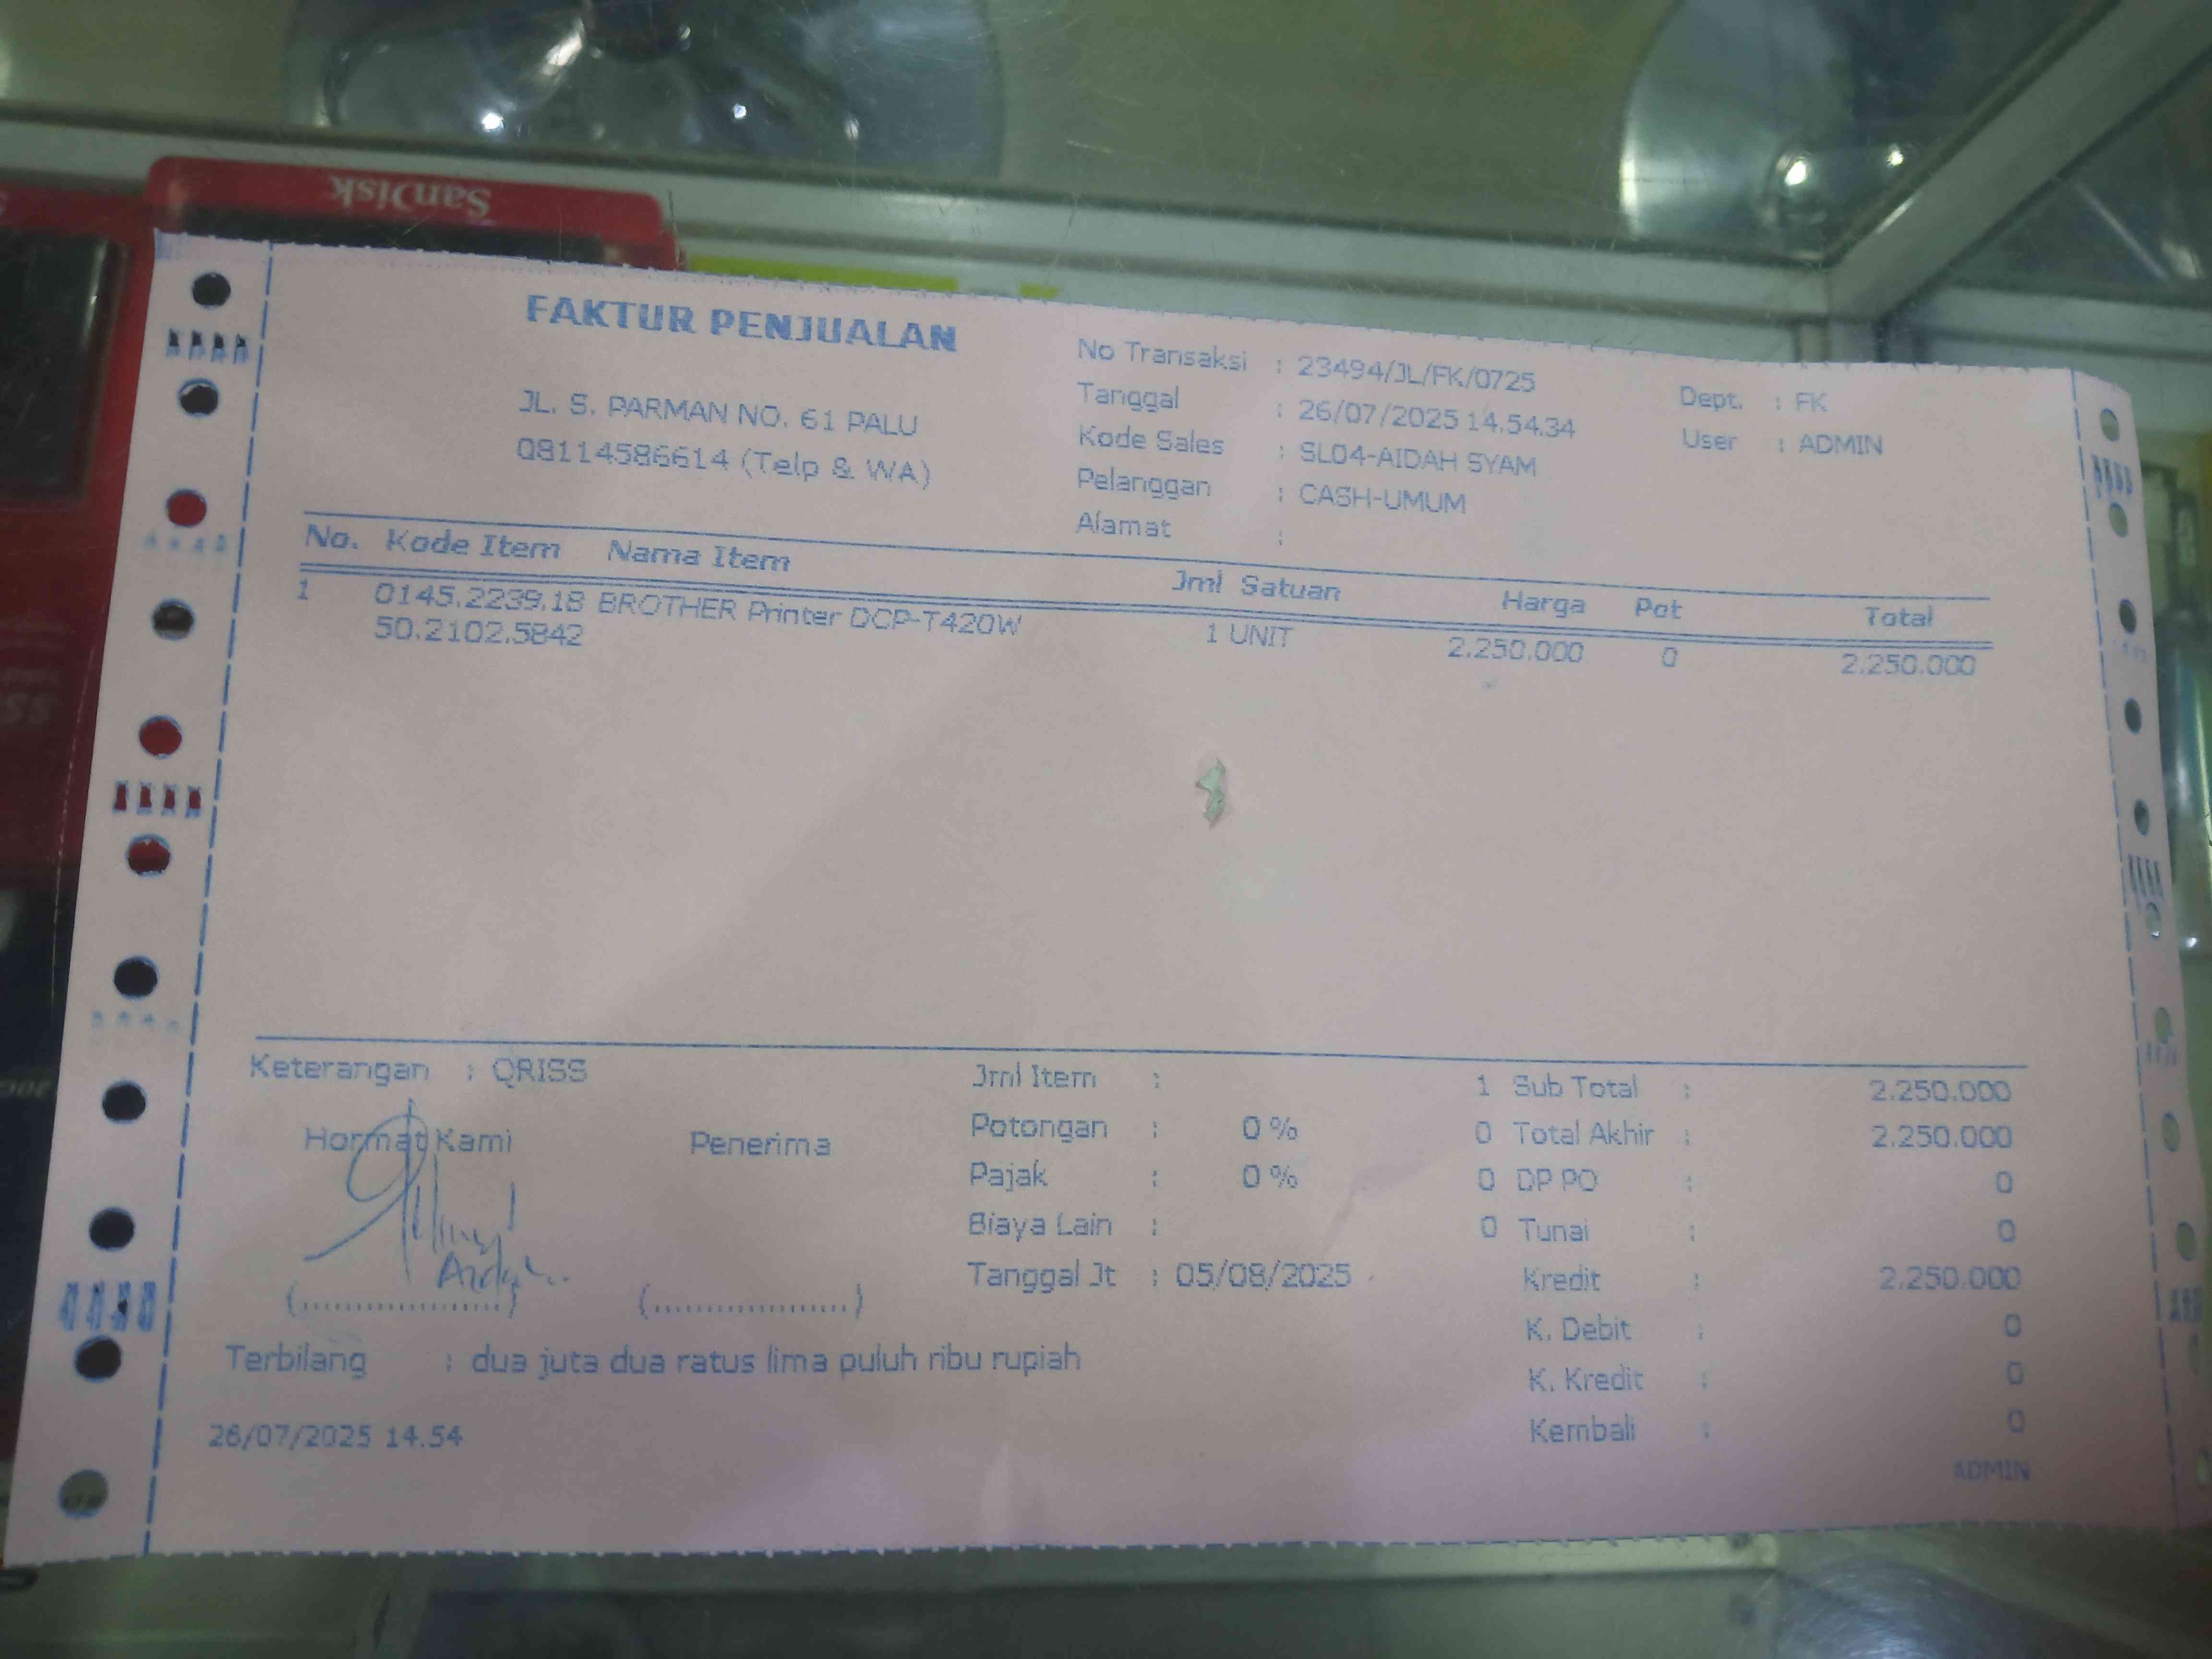 SanDisk
FAKTUR PENJUALAN
JL. S. PARMAN NO. 61 PALU
08114586614 (Telp & WA)
No Transaksi : 23494/JL/FK/0725
Tanggal : 26/07/2025 14.54.34
Kode Sales : SL04-AIDAH SYAM
Pelanggan : CASH-UMUM
Alamat :
Dept. : FK
User : ADMIN
No. Kode Item Nama Item Jml Satuan Harga Pot Total
1 0145.2239.18 BROTHER Printer DCP-T420W 1 UNIT 2.250.000 0 2.250.000
50.2102.5842
Keterangan : QRISS
Hormat Kami Penerima
Aidah
(....................) (....................)
Jml Item : 1
Potongan : 0 % 0
Pajak : 0 % 0
Biaya Lain : 0
Tanggal Jt : 05/08/2025
Sub Total : 2.250.000
Total Akhir : 2.250.000
DP PO : 0
Tunai : 0
Kredit : 2.250.000
K. Debit : 0
K. Kredit : 0
Kembali : 0
Terbilang : dua juta dua ratus lima puluh ribu rupiah
26/07/2025 14.54
ADMIN